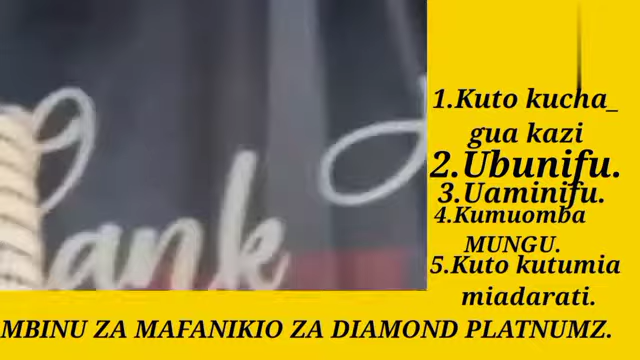 ank
1.Kuto kucha_
gua kazi
2.Ubunifu.
3.Uaminifu.
4.Kumuomba
MUNGU.
5.Kuto kutumia
miadarati.
MBINU ZA MAFANIKIO ZA DIAMOND PLATNUMZ.